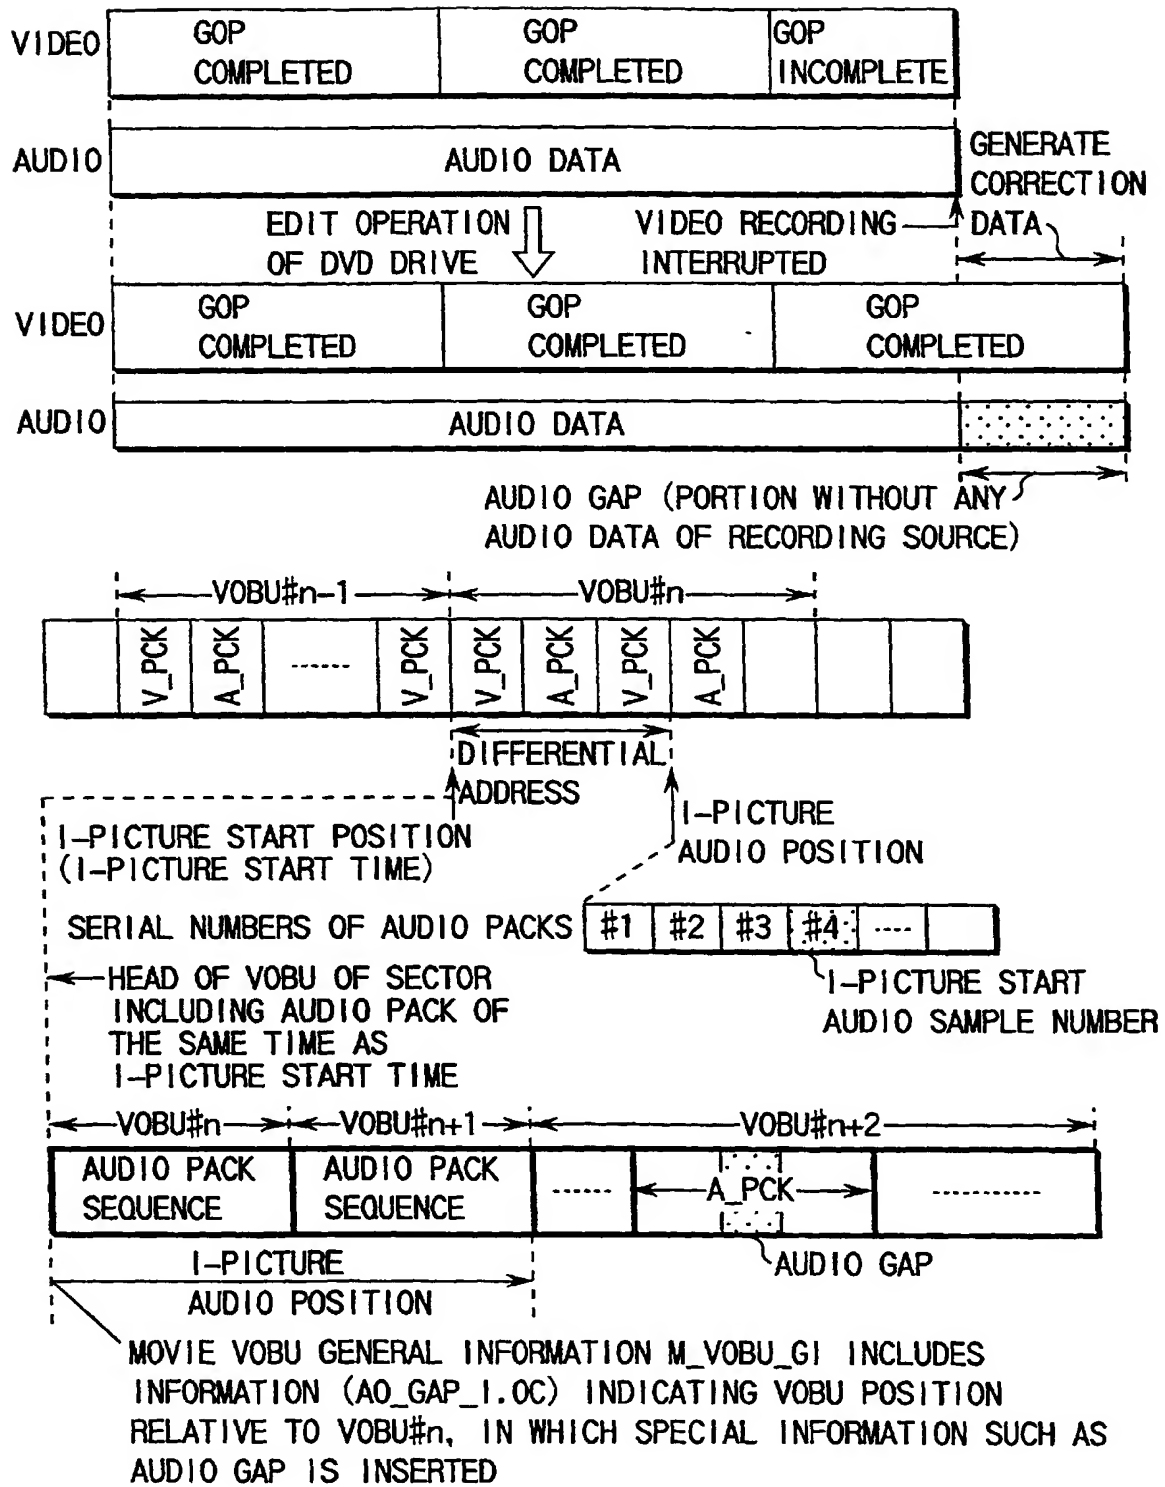 VIDEO
GOP COMPLETED
GOP COMPLETED
GOP INCOMPLETE
AUDIO
AUDIO DATA
GENERATE
CORRECTION
DATA
EDIT OPERATION
OF DVD DRIVE
VIDEO RECORDING
INTERRUPTED
VIDEO
GOP COMPLETED
GOP COMPLETED
GOP COMPLETED
AUDIO
AUDIO DATA
AUDIO GAP (PORTION WITHOUT ANY
AUDIO DATA OF RECORDING SOURCE)
VOBU#n-1
VOBU#n
V_PCK
A_PCK
------
V_PCK
V_PCK
A_PCK
V_PCK
A_PCK
DIFFERENTIAL
ADDRESS
I-PICTURE START POSITION
(I-PICTURE START TIME)
I-PICTURE
AUDIO POSITION
SERIAL NUMBERS OF AUDIO PACKS
#1
#2
#3
#4
----
I-PICTURE START
AUDIO SAMPLE NUMBER
HEAD OF VOBU OF SECTOR
INCLUDING AUDIO PACK OF
THE SAME TIME AS
I-PICTURE START TIME
VOBU#n
VOBU#n+1
VOBU#n+2
AUDIO PACK
SEQUENCE
AUDIO PACK
SEQUENCE
------
A_PCK
---------
AUDIO GAP
I-PICTURE
AUDIO POSITION
MOVIE VOBU GENERAL INFORMATION M_VOBU_GI INCLUDES
INFORMATION (A0_GAP_I.OC) INDICATING VOBU POSITION
RELATIVE TO VOBU#n, IN WHICH SPECIAL INFORMATION SUCH AS
AUDIO GAP IS INSERTED